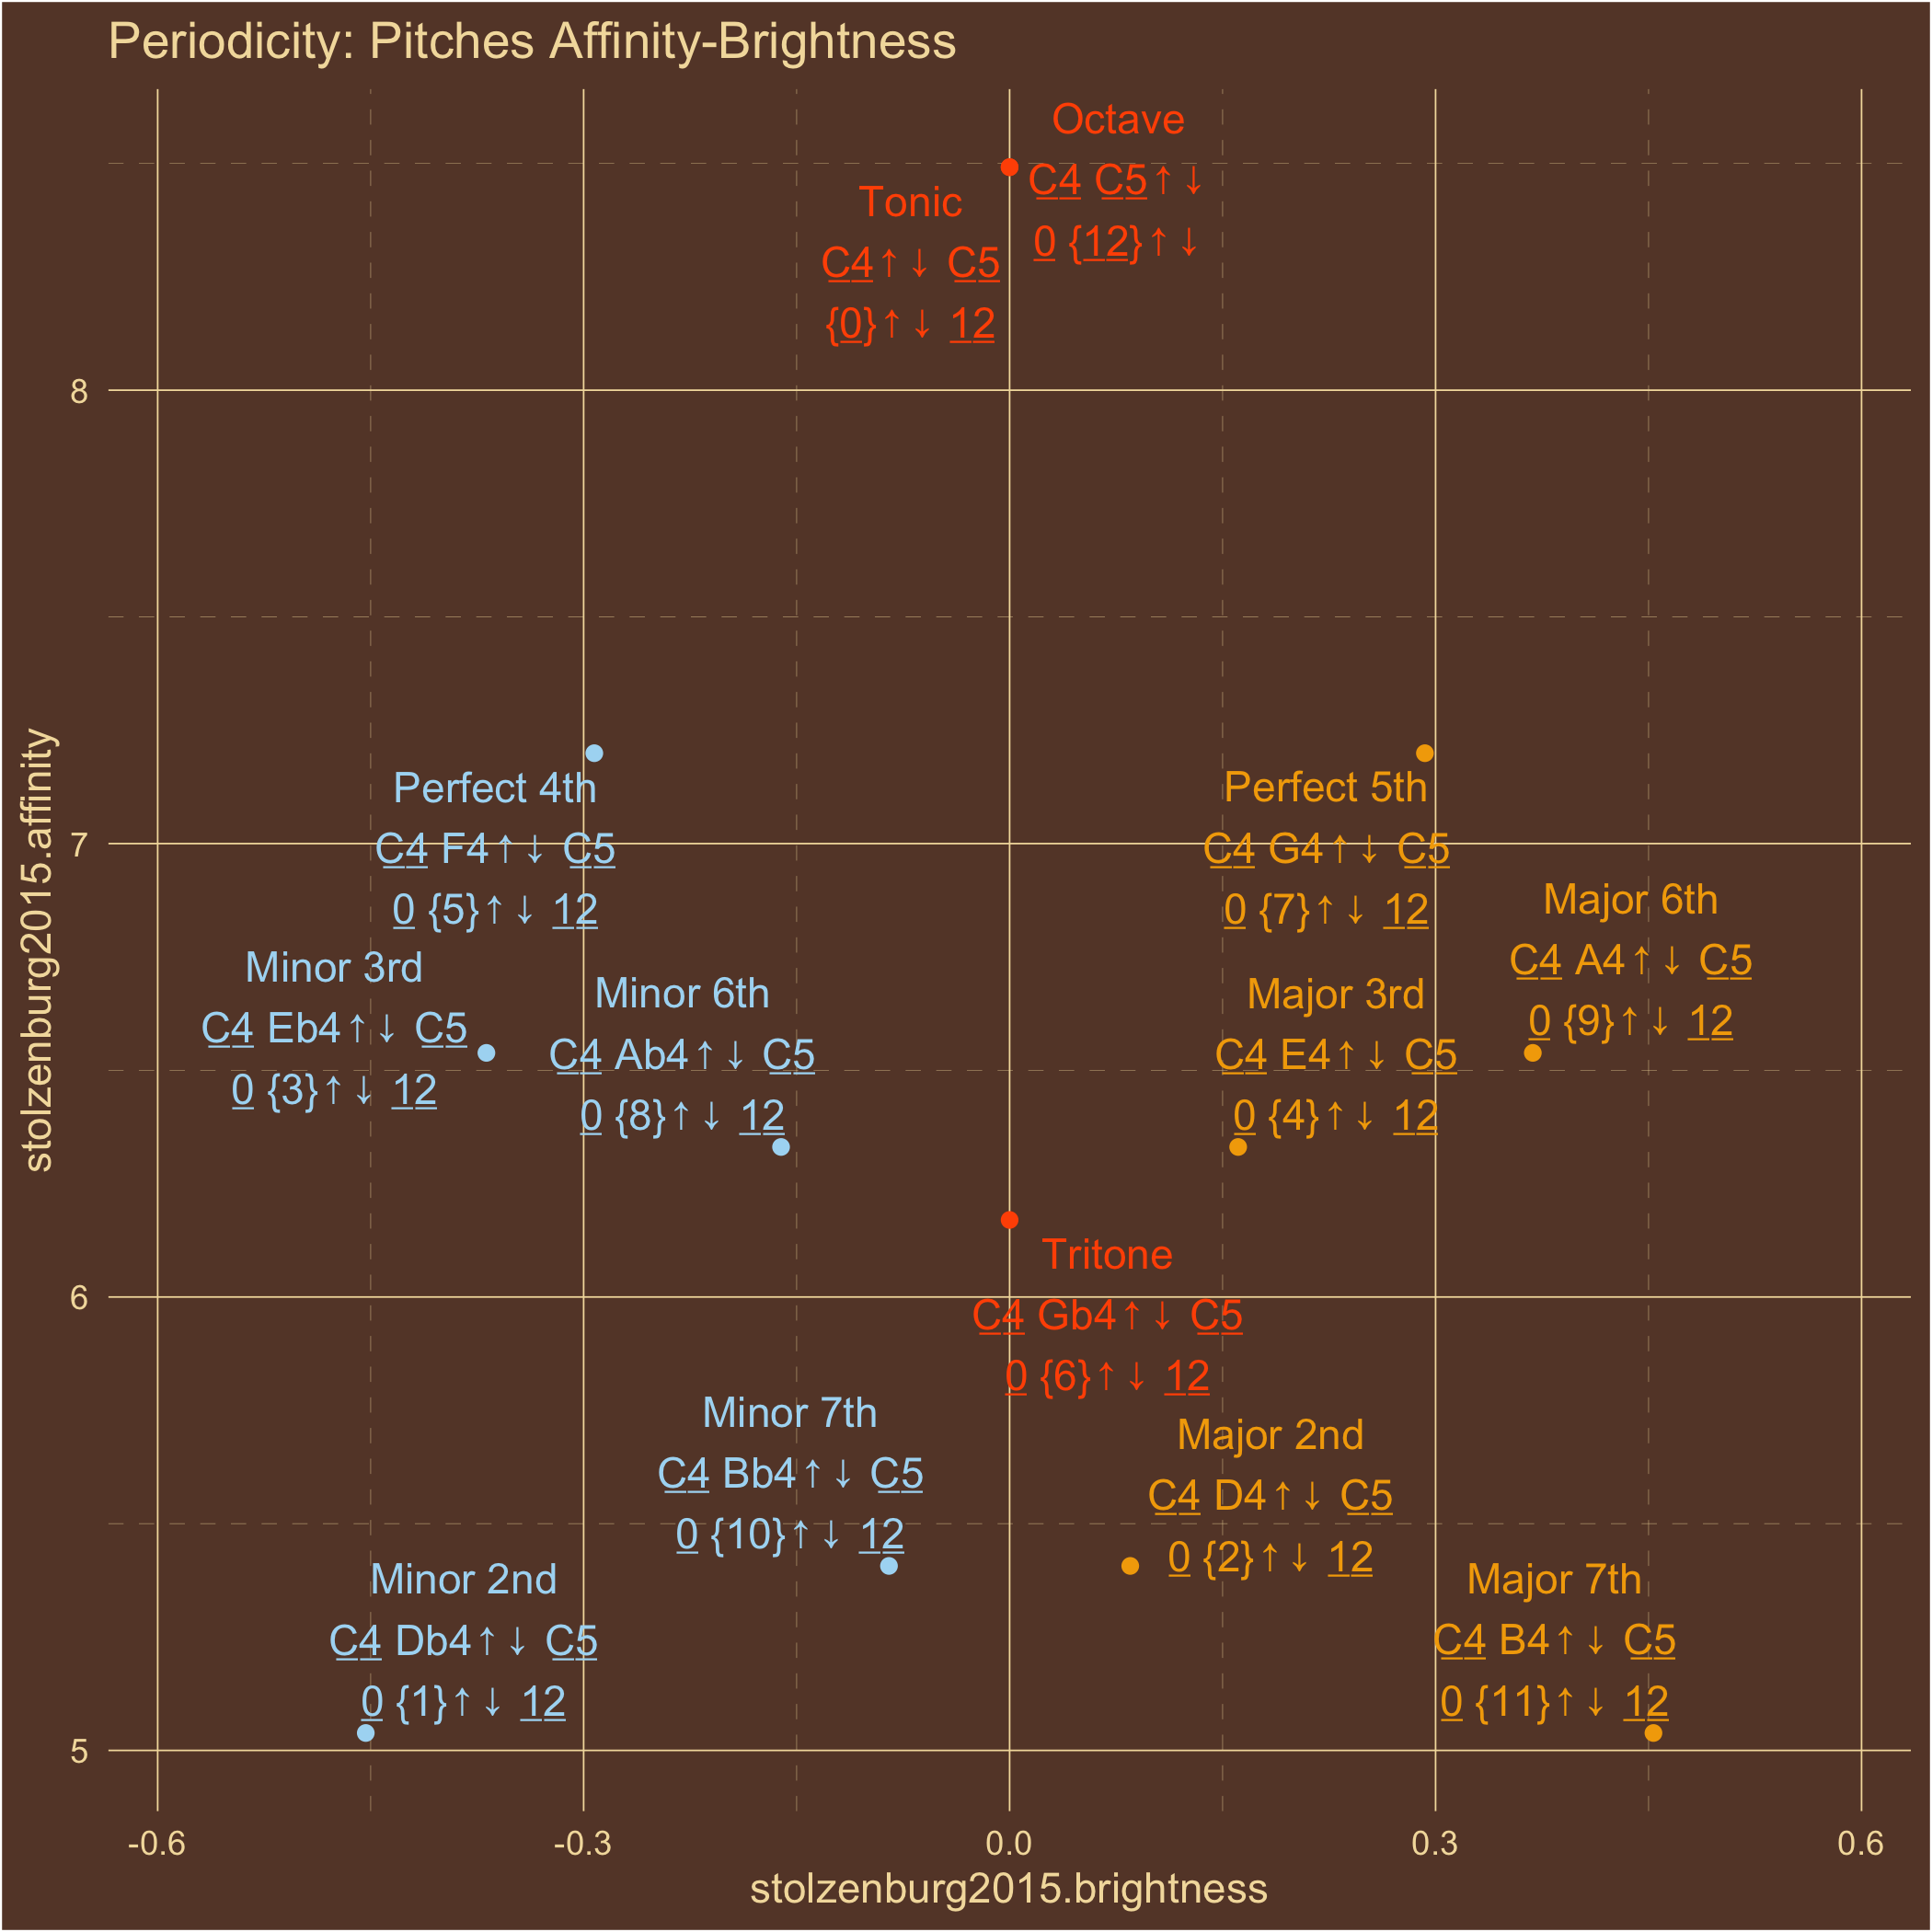 Periodicity: Pitches Affinity-Brightness
Octave
C4 C5↑↓
0 {12}↑↓
Tonic
C4↑↓ C5
{0}↑↓ 12
8
Perfect 4th
C4 F4↑↓ C5
0 {5}↑↓ 12
Perfect 5th
C4 G4↑↓ C5
0 {7}↑↓ 12
7
Major 6th
C4 A4↑↓ C5
0 {9}↑↓ 12
Minor 3rd
C4 Eb4↑↓ C5
0 {3}↑↓ 12
Minor 6th
C4 Ab4↑↓ C5
0 {8}↑↓ 12
Major 3rd
C4 E4↑↓ C5
0 {4}↑↓ 12
stolzenburg2015.affinity
Tritone
C4 Gb4↑↓ C5
0 {6}↑↓ 12
6
Minor 7th
C4 Bb4↑↓ C5
0 {10}↑↓ 12
Major 2nd
C4 D4↑↓ C5
0 {2}↑↓ 12
Minor 2nd
C4 Db4↑↓ C5
0 {1}↑↓ 12
Major 7th
C4 B4↑↓ C5
0 {11}↑↓ 12
5
-0.6 -0.3 0.0 0.3 0.6
stolzenburg2015.brightness